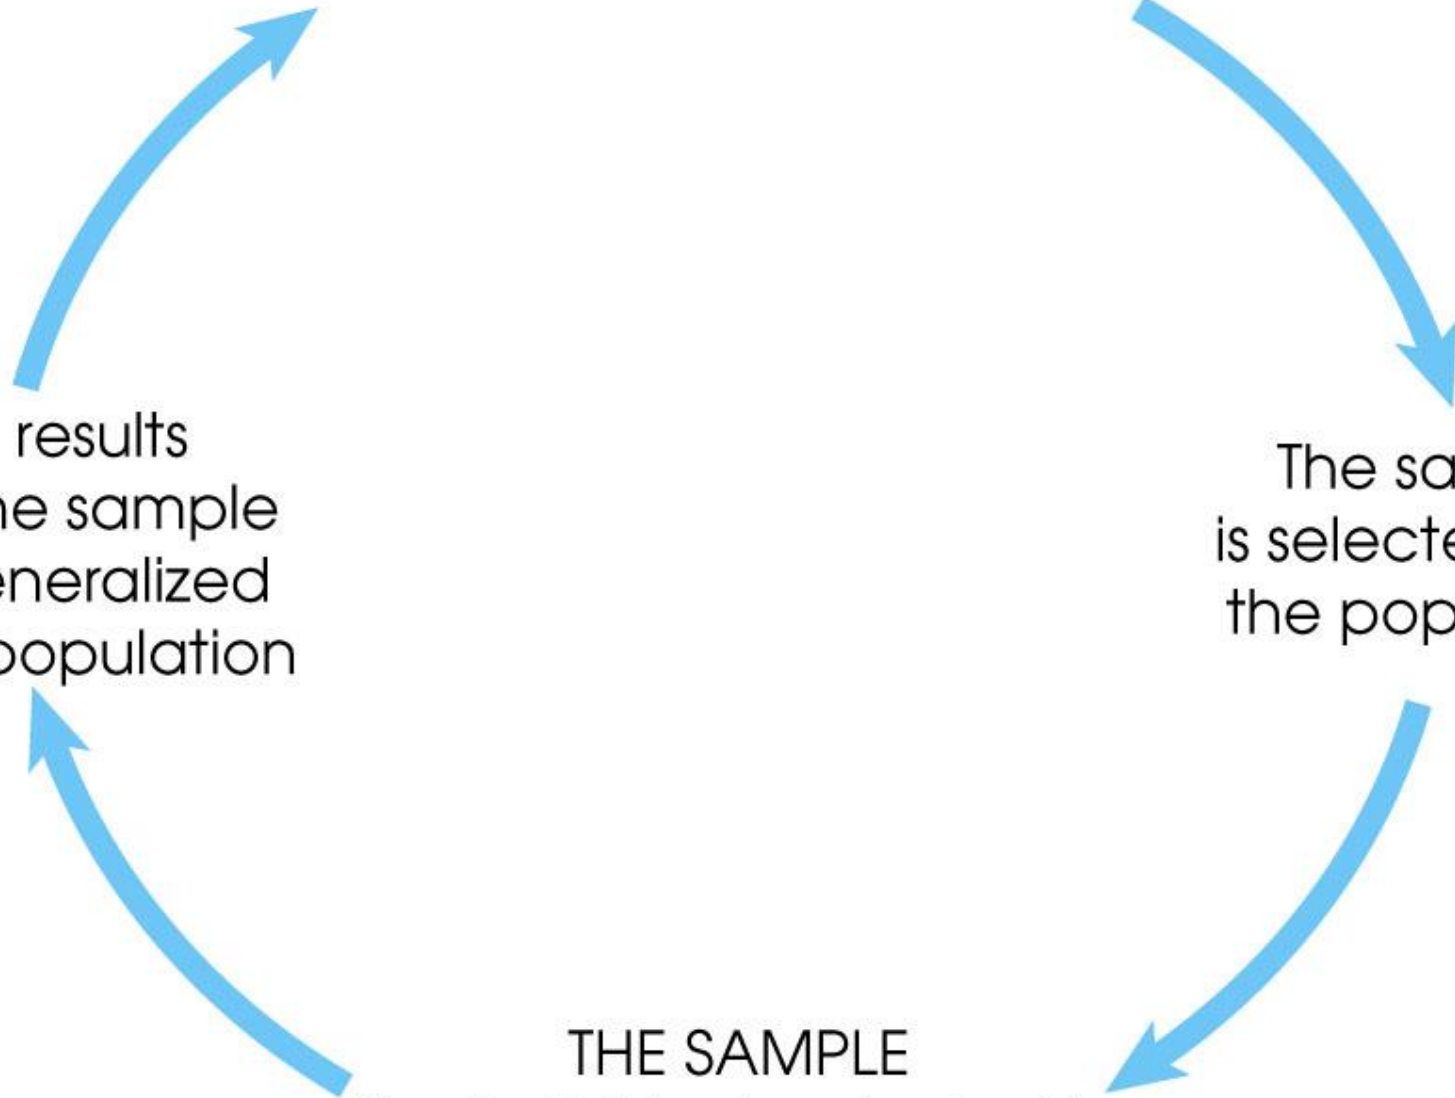 results
he sample
eneralized
population
The sa
is selecte
the pop
THE SAMPLE